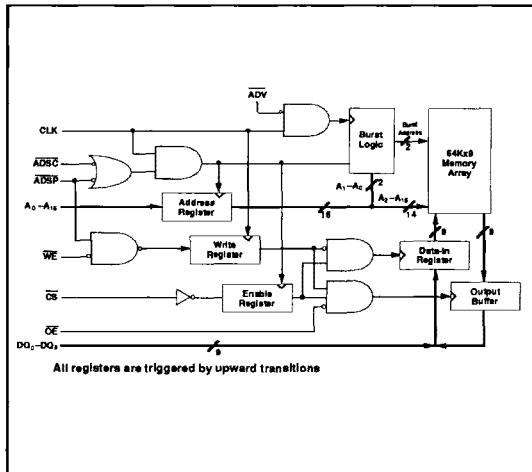 ADV
CLK
Burst
Logic
Burst
Address
2
64Kx9
Memory
Array
ADSC
ADSP
A1–A0
2
A0–A15
Address
Register
16
A2–A15
14
WE
Write
Register
9
9
Data-In
Register
CS
Enable
Register
Output
Buffer
OE
DQ0–DQ8
9
All registers are triggered by upward transitions